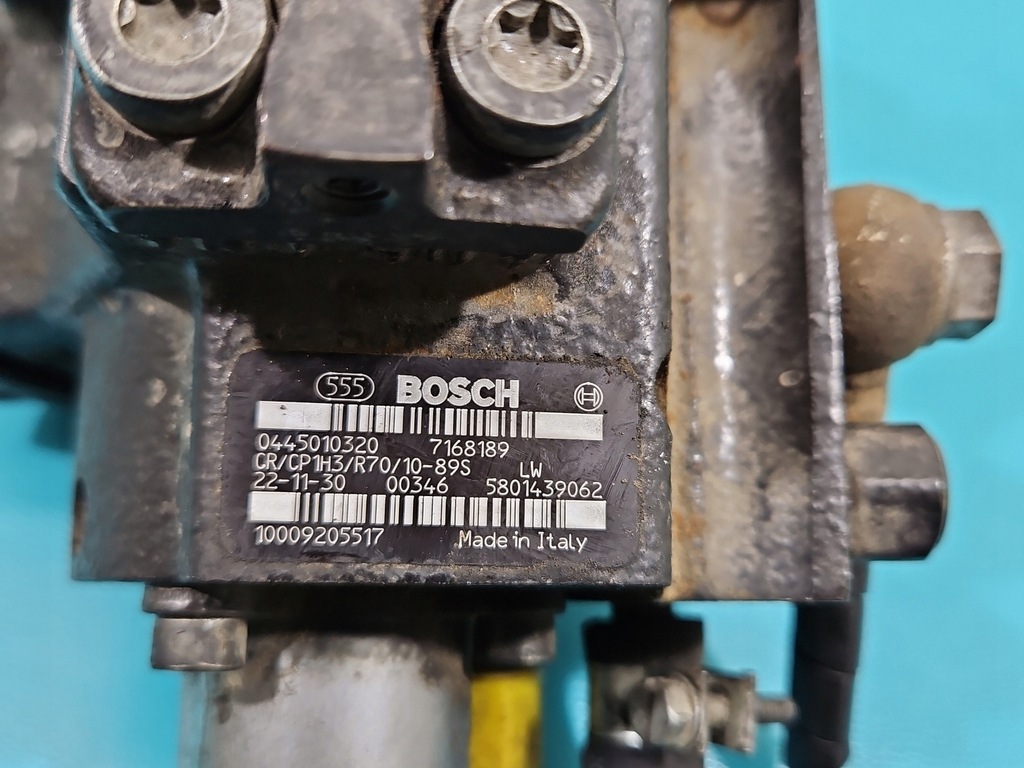 555 BOSCH
0445010320 7168189
CR/CP1H3/R70/10-89S LW
22-11-30 00346 5801439062
10009205517 Made in Italy